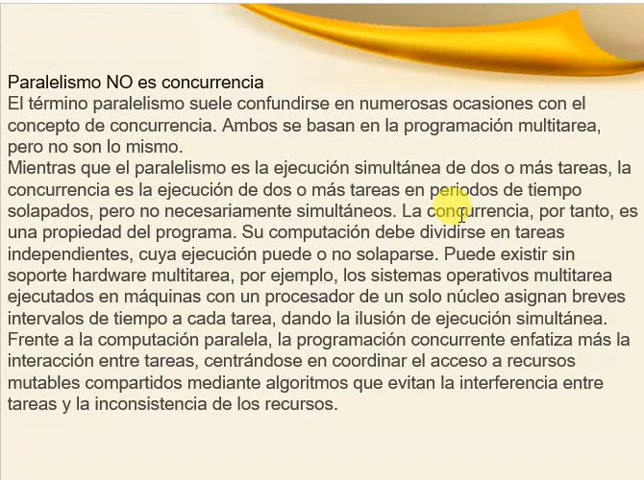 Paralelismo NO es concurrencia
El término paralelismo suele confundirse en numerosas ocasiones con el
concepto de concurrencia. Ambos se basan en la programación multitarea,
pero no son lo mismo.
Mientras que el paralelismo es la ejecución simultánea de dos o más tareas, la
concurrencia es la ejecución de dos o más tareas en periodos de tiempo
solapados, pero no necesariamente simultáneos. La concurrencia, por tanto, es
una propiedad del programa. Su computación debe dividirse en tareas
independientes, cuya ejecución puede o no solaparse. Puede existir sin
soporte hardware multitarea, por ejemplo, los sistemas operativos multitarea
ejecutados en máquinas con un procesador de un solo núcleo asignan breves
intervalos de tiempo a cada tarea, dando la ilusión de ejecución simultánea.
Frente a la computación paralela, la programación concurrente enfatiza más la
interacción entre tareas, centrándose en coordinar el acceso a recursos
mutables compartidos mediante algoritmos que evitan la interferencia entre
tareas y la inconsistencia de los recursos.